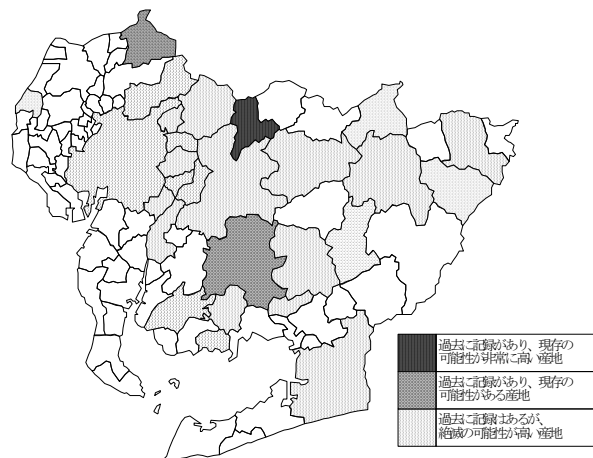 過去に記録があり、現存の
可能性が非常に高い産地
過去に記録があり、現存の
可能性がある産地
過去に記録はあるが、
絶滅の可能性が高い産地